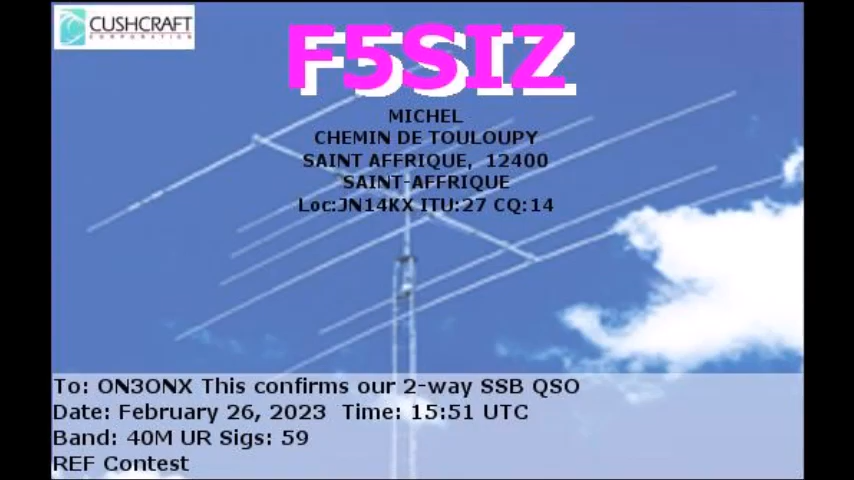 CUSHCRAFT
CORPORATION
F5SIZ
MICHEL
CHEMIN DE TOULOUPY
SAINT AFFRIQUE, 12400
SAINT-AFFRIQUE
Loc:JN14KX ITU:27 CQ:14
To: ON3ONX This confirms our 2-way SSB QSO
Date: February 26, 2023 Time: 15:51 UTC
Band: 40M UR Sigs: 59
REF Contest